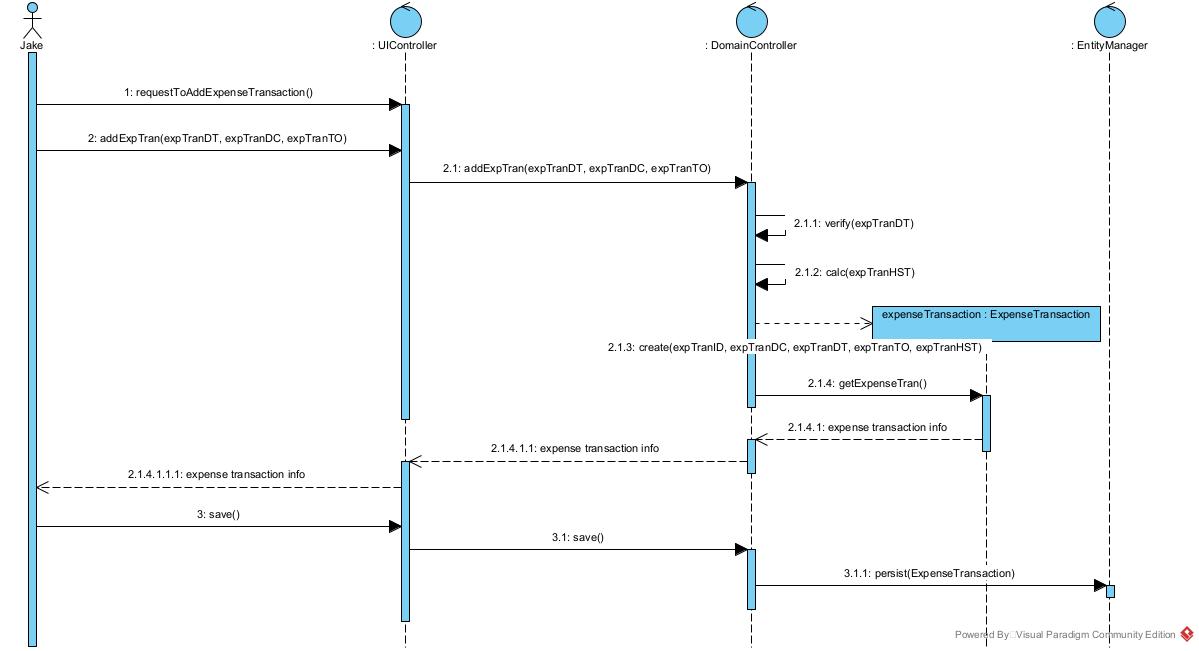 Jake
: UIController
: DomainController
: EntityManager
1: requestToAddExpenseTransaction()
2: addExpTran(expTranDT, expTranDC, expTranTO)
2.1: addExpTran(expTranDT, expTranDC, expTranTO)
2.1.1: verify(expTranDT)
2.1.2: calc(expTranHST)
expenseTransaction : ExpenseTransaction
2.1.3: create(expTranID, expTranDC, expTranDT, expTranTO, expTranHST)
2.1.4: getExpenseTran()
2.1.4.1: expense transaction info
2.1.4.1.1: expense transaction info
2.1.4.1.1.1: expense transaction info
3: save()
3.1: save()
3.1.1: persist(ExpenseTransaction)
Powered By Visual Paradigm Community Edition